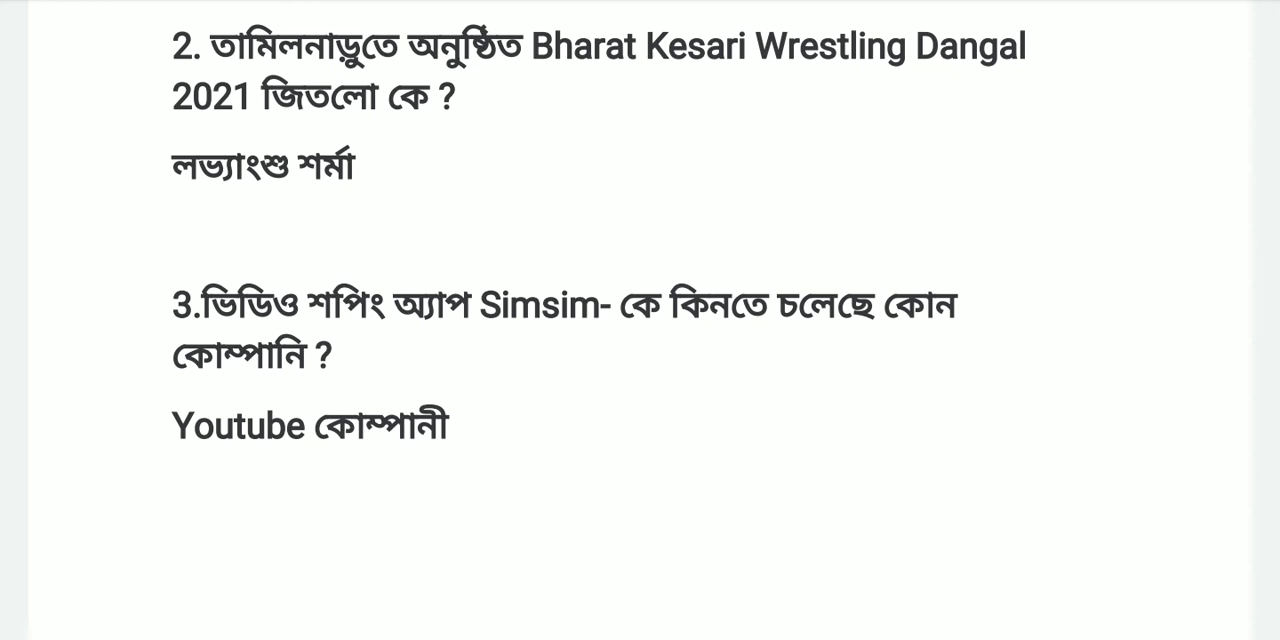 2. তামিলনাড়ুতে অনুষ্ঠিত Bharat Kesari Wrestling Dangal
2021 জিতলো কে ?
লভ্যাংশু শর্মা
3.ভিডিও শপিং অ্যাপ Simsim- কে কিনতে চলেছে কোন
কোম্পানি ?
Youtube কোম্পানী